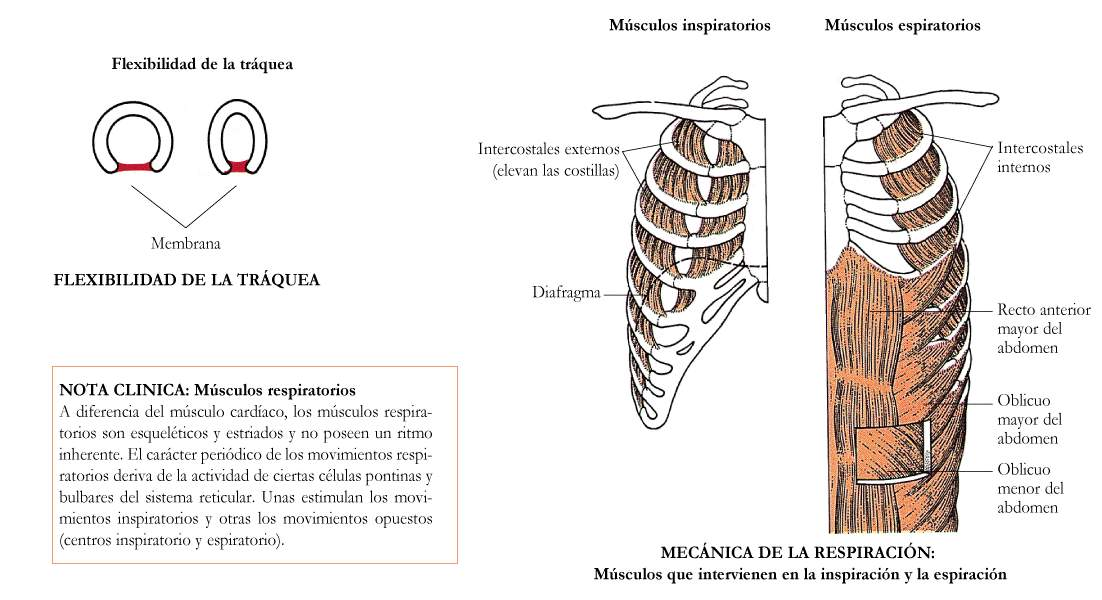 Flexibilidad de la tráquea
Membrana
FLEXIBILIDAD DE LA TRÁQUEA
NOTA CLINICA: Músculos respiratorios
A diferencia del músculo cardíaco, los músculos respira-
torios son esqueléticos y estriados y no poseen un ritmo
inherente. El carácter periódico de los movimientos respi-
ratorios deriva de la actividad de ciertas células pontinas y
bulbares del sistema reticular. Unas estimulan los movi-
mientos inspiratorios y otras los movimientos opuestos
(centros inspiratorio y espiratorio).
Músculos inspiratorios
Músculos espiratorios
Intercostales externos
(elevan las costillas)
Diafragma
Intercostales
internos
Recto anterior
mayor del
abdomen
Oblicuo
mayor del
abdomen
Oblicuo
menor del
abdomen
MECÁNICA DE LA RESPIRACIÓN:
Músculos que intervienen en la inspiración y la espiración